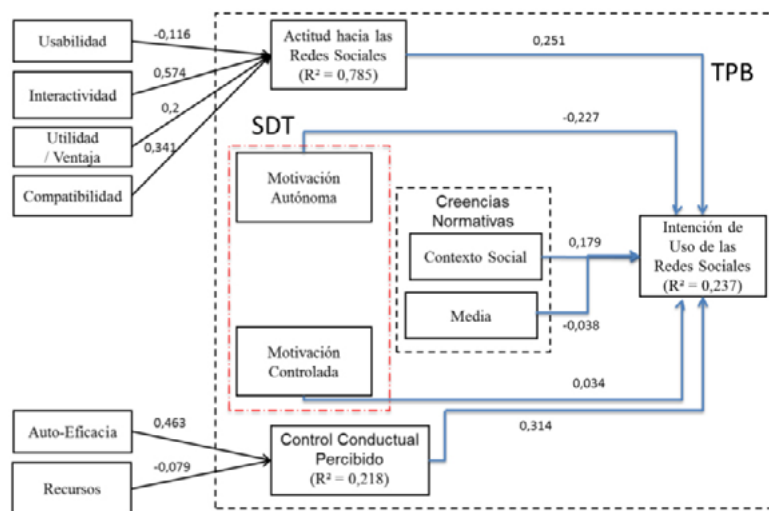 Usabilidad
-0,116
Interactividad
0,574
Utilidad
/ Ventaja
0,2
Compatibilidad
0,341
Actitud hacia las
Redes Sociales
(R² = 0,785)
0,251
TPB
SDT
-0,227
Motivación
Autónoma
Creencias
Normativas
Contexto Social
0,179
Media
-0,038
Intención de
Uso de las
Redes Sociales
(R² = 0,237)
Motivación
Controlada
0,034
Auto-Eficacia
0,463
Recursos
-0,079
Control Conductual
Percibido
(R² = 0,218)
0,314